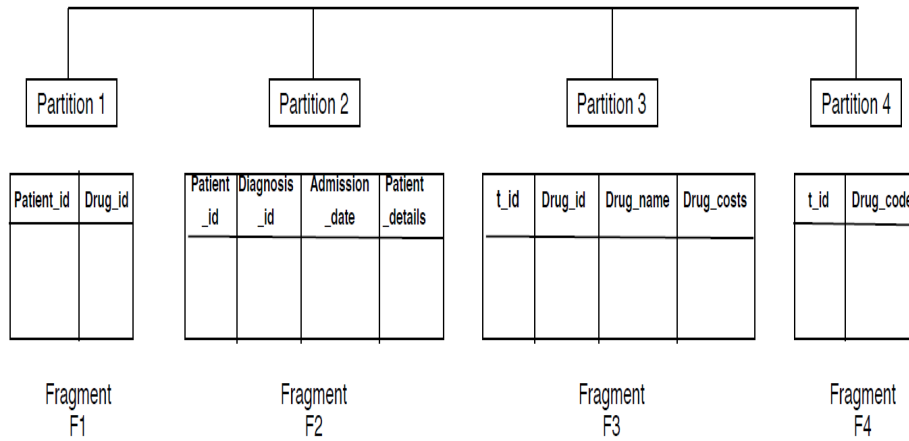 Partition 1
Partition 2
Partition 3
Partition 4
Patient_id Drug_id
Patient Diagnosis Admission Patient
_id _id _date _details
t_id Drug_id Drug_name Drug_costs
t_id Drug_code
Fragment
F1
Fragment
F2
Fragment
F3
Fragment
F4